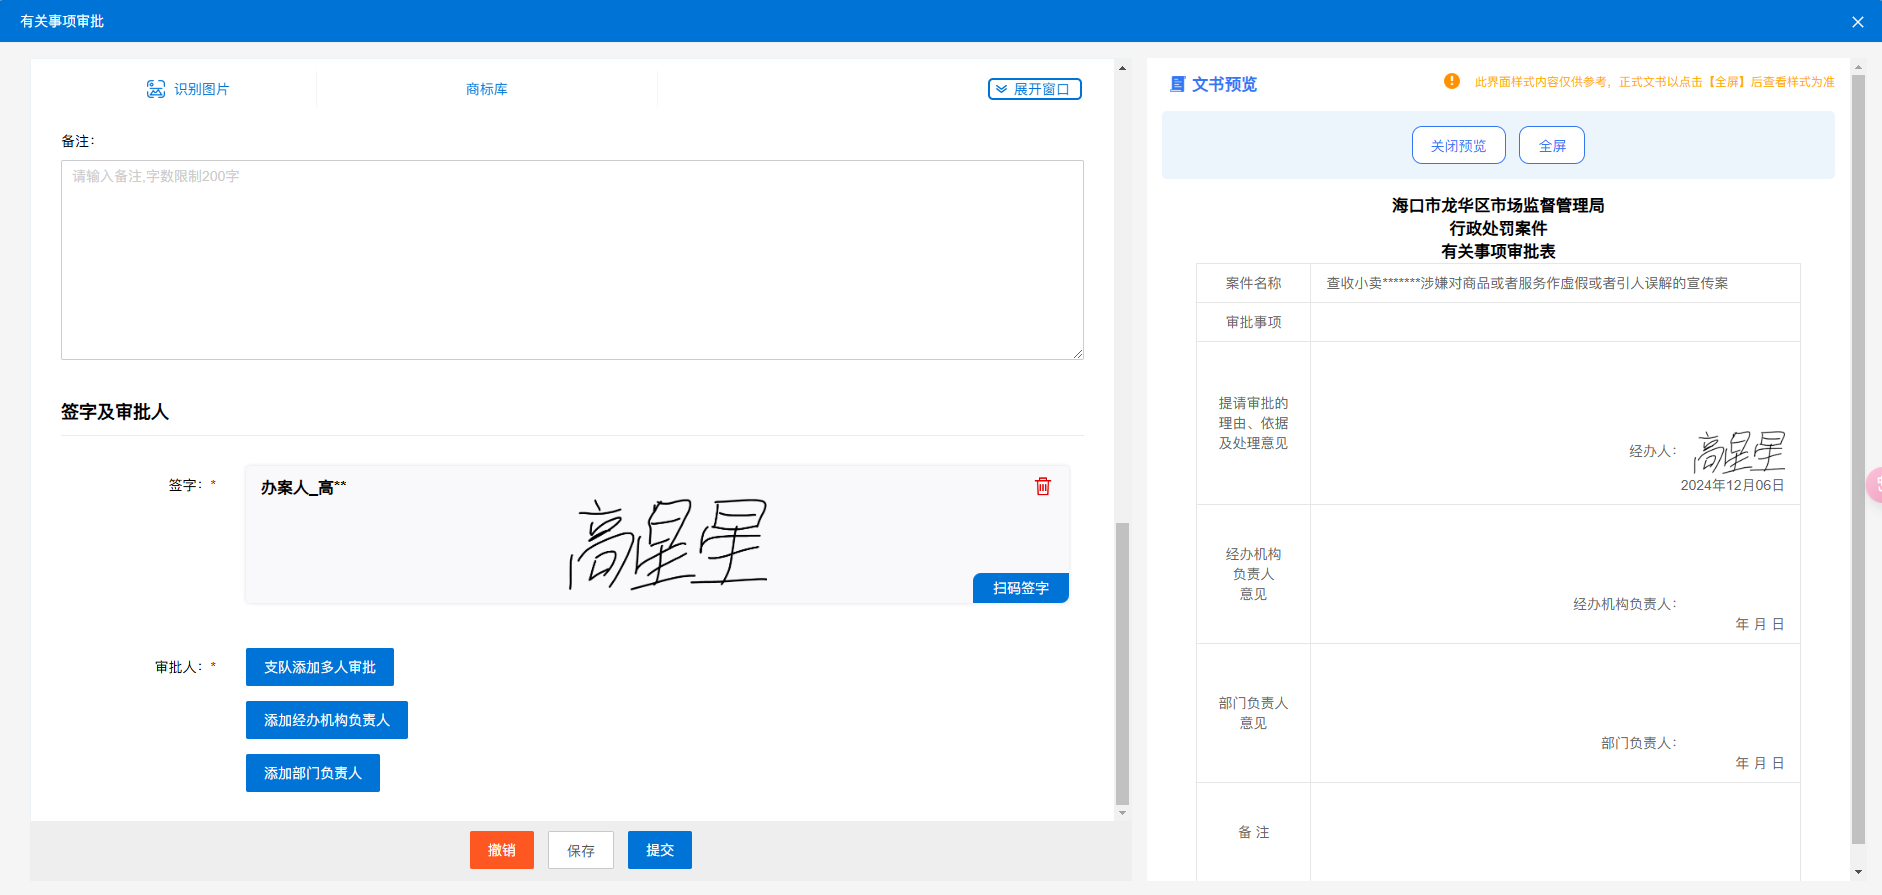 有关事项审批
识别图片
商标库
展开窗口
备注：
请输入备注,字数限制200字
签字及审批人
签字： *
办案人_高**
高星星
扫码签字
审批人： *
支队添加多人审批
添加经办机构负责人
添加部门负责人
撤销
保存
提交
文书预览
此界面样式内容仅供参考，正式文书以点击【全屏】后查看样式为准
关闭预览
全屏
海口市龙华区市场监督管理局
行政处罚案件
有关事项审批表
案件名称
查收小卖*******涉嫌对商品或者服务作虚假或者引人误解的宣传案
审批事项
提请审批的
理由、依据
及处理意见
经办人：
高星星
2024年12月06日
经办机构
负责人
意见
经办机构负责人：
年 月 日
部门负责人
意见
部门负责人：
年 月 日
备 注